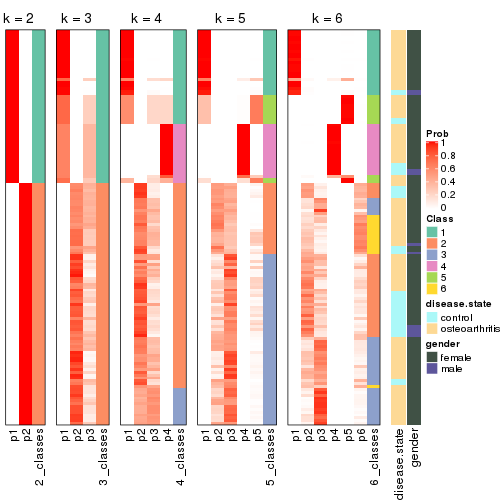 k = 2 k = 3 k = 4 k = 5 k = 6
Prob
1
0.8
0.6
0.4
0.2
0
Class
1
2
3
4
5
6
disease.state
control
osteoarthritis
gender
female
male
p1 p2 2_classes p1 p2 p3 3_classes p1 p2 p3 p4 4_classes p1 p2 p3 p4 p5 5_classes p1 p2 p3 p4 p5 p6 6_classes disease.state gender